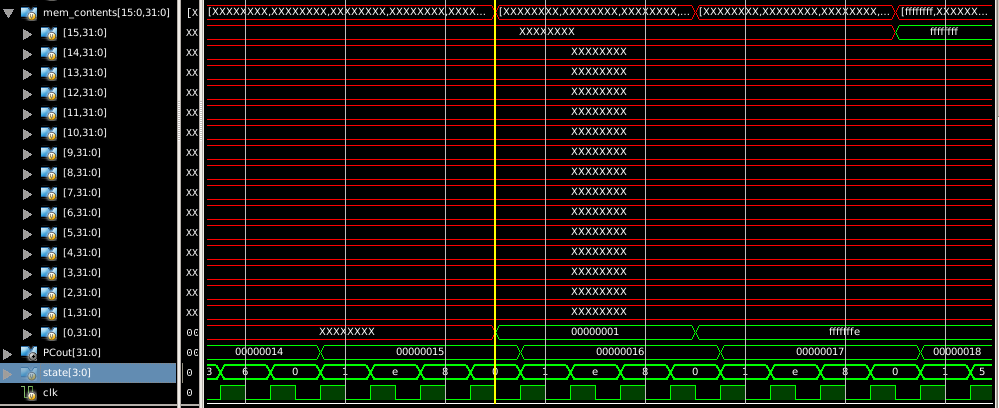 mem_contents[15:0,31:0] [X [XXXXXXXX,XXXXXXXX,XXXXXXXX,XXXX... [XXXXXXXX,XXXXXXXX,XXXXXXXX,... [XXXXXXXX,XXXXXXXX,XXXXXXXX,... [ffffffff,XXXXXX...
[15,31:0] XX XXXXXXXX ffffffff
[14,31:0] XX XXXXXXXX
[13,31:0] XX XXXXXXXX
[12,31:0] XX XXXXXXXX
[11,31:0] XX XXXXXXXX
[10,31:0] XX XXXXXXXX
[9,31:0] XX XXXXXXXX
[8,31:0] XX XXXXXXXX
[7,31:0] XX XXXXXXXX
[6,31:0] XX XXXXXXXX
[5,31:0] XX XXXXXXXX
[4,31:0] XX XXXXXXXX
[3,31:0] XX XXXXXXXX
[2,31:0] XX XXXXXXXX
[1,31:0] XX XXXXXXXX
[0,31:0] 00 XXXXXXXX 00000001 fffffffe
PCout[31:0] 00 00000014 00000015 00000016 00000017 00000018
state[3:0] 0 3 6 0 1 e 8 0 1 e 8 0 1 e 8 0 1 5
clk 0